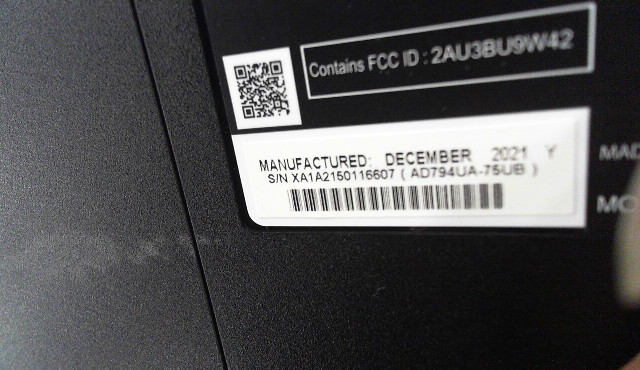 Contains FCC ID : 2AU3BU9W42
MANUFACTURED: DECEMBER 2021 Y
S/N XA1A2150116607 ( AD794UA-75UB )